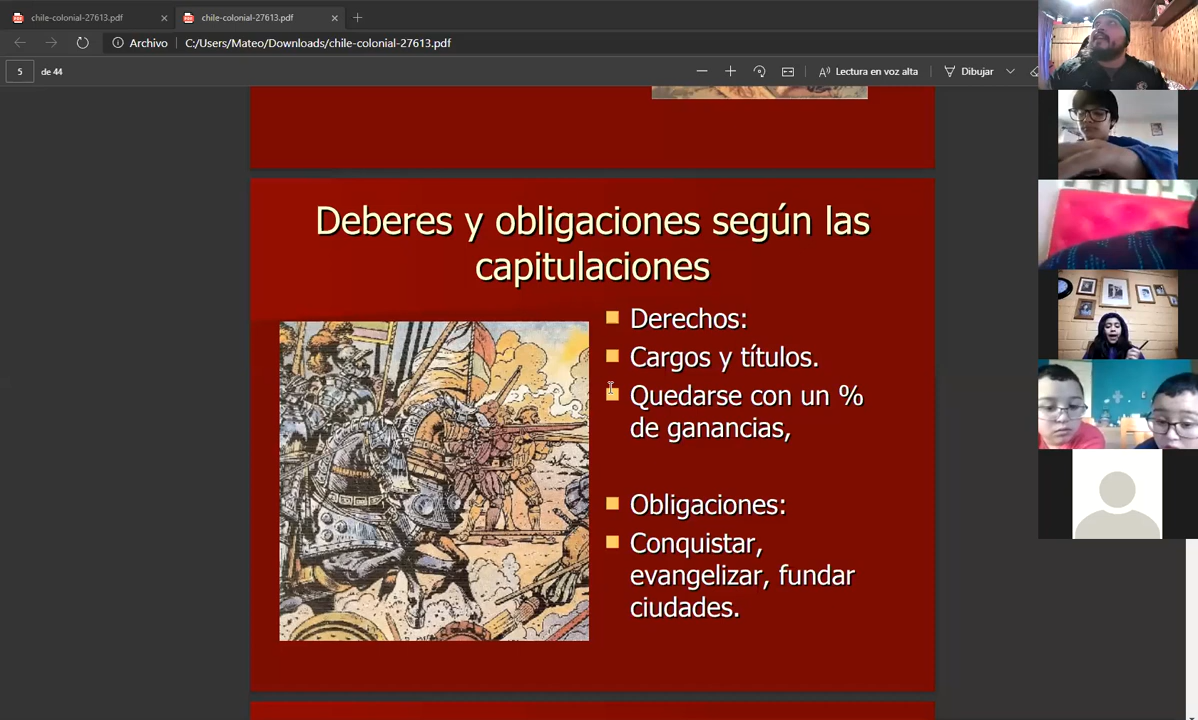 chile-colonial-27613.pdf
chile-colonial-27613.pdf
Archivo
C:/Users/Mateo/Downloads/chile-colonial-27613.pdf
5
de 44
Lectura en voz alta
Dibujar
Deberes y obligaciones según las
capitulaciones
Derechos:
Cargos y títulos.
Quedarse con un %
de ganancias,
Obligaciones:
Conquistar,
evangelizar, fundar
ciudades.